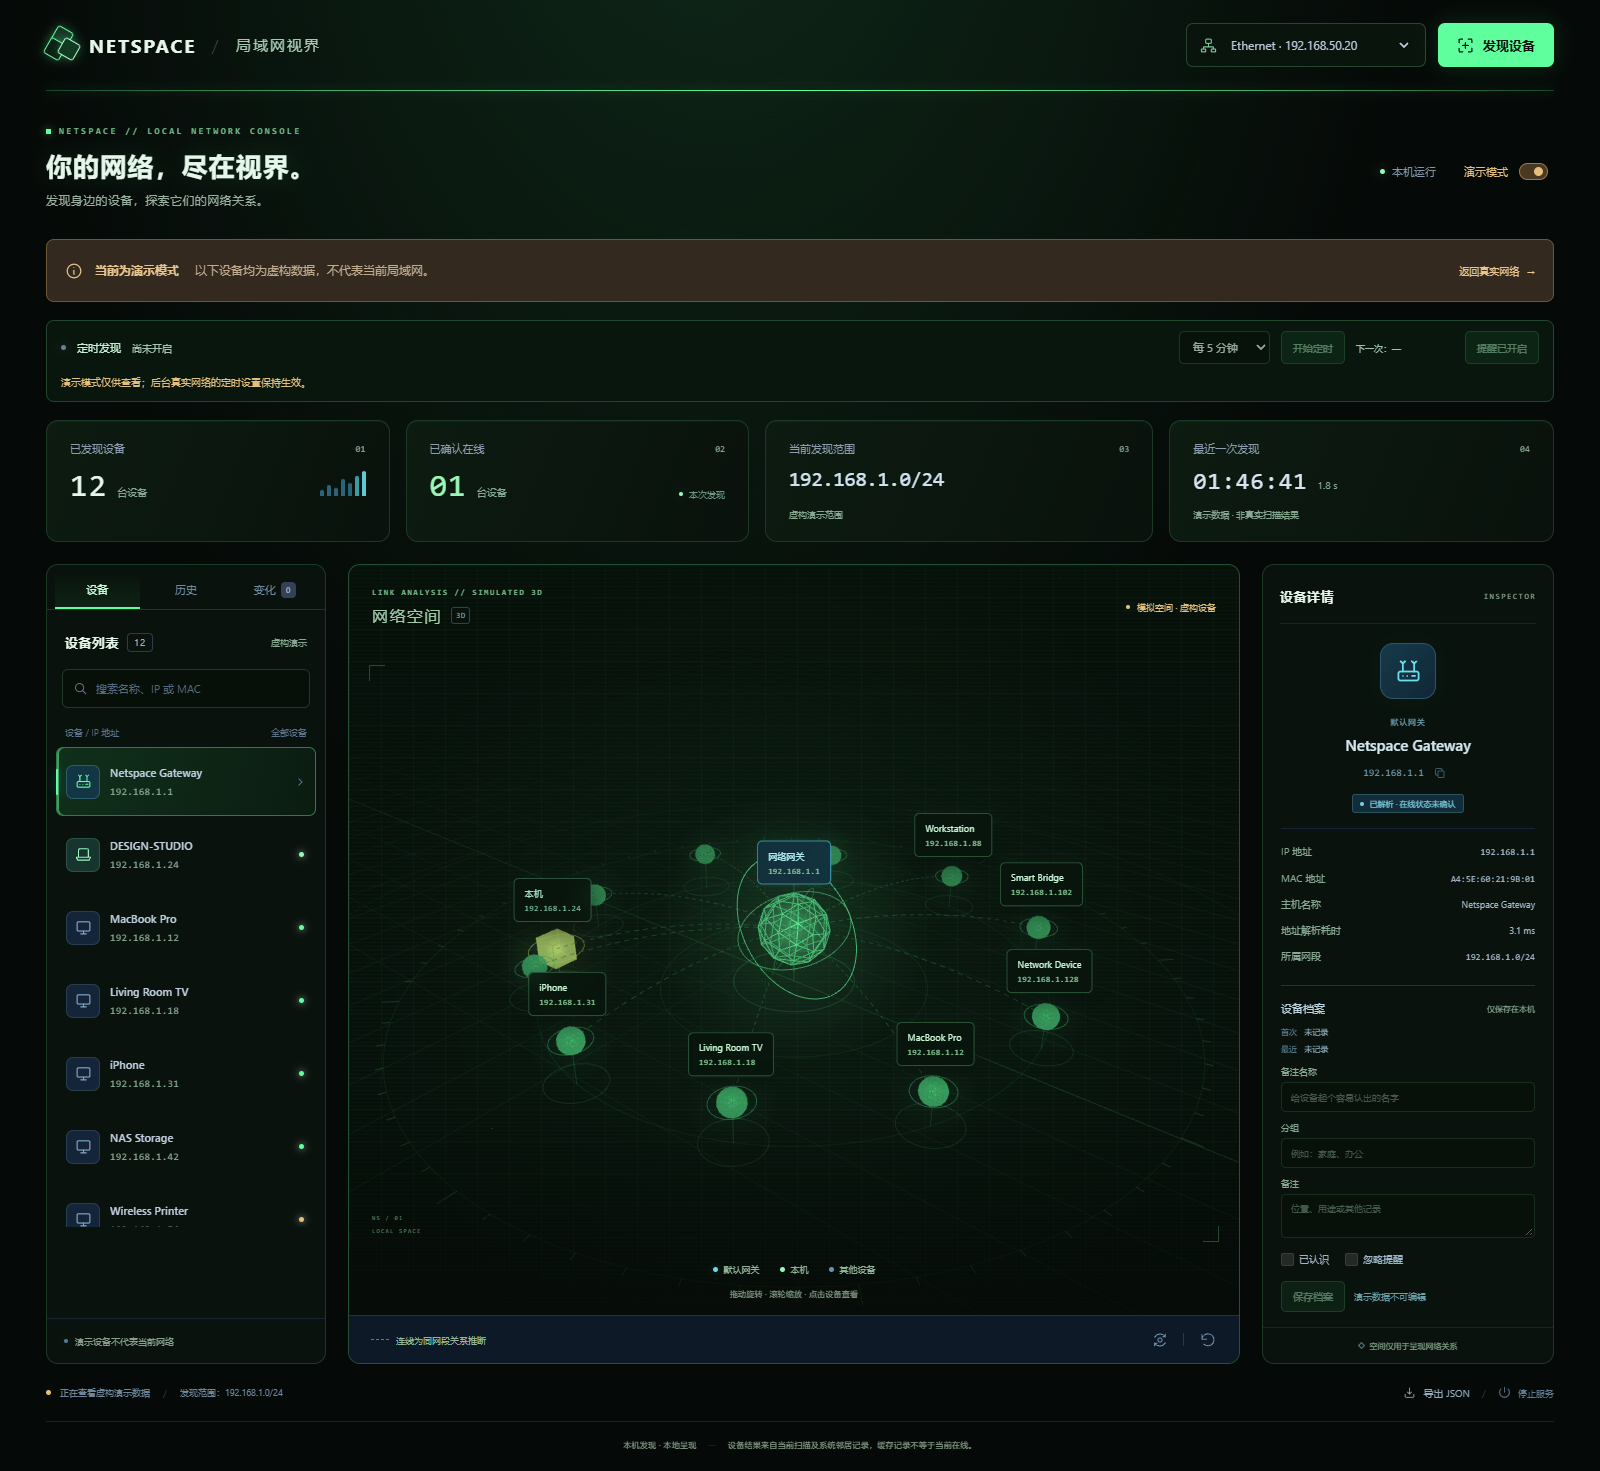 NETSPACE / 局域网视界
Ethernet · 192.168.50.20
发现设备
NETSPACE // LOCAL NETWORK CONSOLE
你的网络，尽在视界。
发现身边的设备，探索它们的网络关系。
本机运行
演示模式
当前为演示模式 以下设备均为虚构数据，不代表当前局域网。
返回真实网络 →
定时发现 尚未开启
每 5 分钟
开始定时
下一次：—
提醒已开启
演示模式仅供查看；后台真实网络的定时设置保持生效。
已发现设备 01
12 台设备
已确认在线 02
01 台设备
本次发现
当前发现范围 03
192.168.1.0/24
虚构演示范围
最近一次发现 04
01:46:41 1.8 s
演示数据 · 非真实扫描结果
设备 历史 变化 0
设备列表 12 虚构演示
搜索名称、IP 或 MAC
设备 / IP 地址 全部设备
Netspace Gateway
192.168.1.1
DESIGN-STUDIO
192.168.1.24
MacBook Pro
192.168.1.12
Living Room TV
192.168.1.18
iPhone
192.168.1.31
NAS Storage
192.168.1.42
Wireless Printer
演示设备不代表当前网络
LINK ANALYSIS // SIMULATED 3D
网络空间 3D
模拟空间 · 虚构设备
Workstation
192.168.1.88
网络网关
192.168.1.1
Smart Bridge
192.168.1.102
本机
192.168.1.24
Network Device
192.168.1.128
iPhone
192.168.1.31
MacBook Pro
192.168.1.12
Living Room TV
192.168.1.18
NS / 01
LOCAL SPACE
默认网关 本机 其他设备
拖动旋转 · 滚轮缩放 · 点击设备查看
连线为同网段关系推断
设备详情 INSPECTOR
默认网关
Netspace Gateway
192.168.1.1
已解析 · 在线状态未确认
IP 地址 192.168.1.1
MAC 地址 A4:5E:60:21:9B:01
主机名称 Netspace Gateway
地址解析耗时 3.1 ms
所属网段 192.168.1.0/24
设备档案 仅保存在本机
首次 未记录
最近 未记录
备注名称
给设备起个容易认出的名字
分组
例如：家庭、办公
备注
位置、用途或其他记录
已认识 忽略提醒
保存档案 演示数据不可编辑
空间仅用于呈现网络关系
正在查看虚构演示数据 / 发现范围：192.168.1.0/24
导出 JSON / 停止服务
本机发现 · 本地呈现 — 设备结果来自当前扫描及系统邻居记录，缓存记录不等于当前在线。